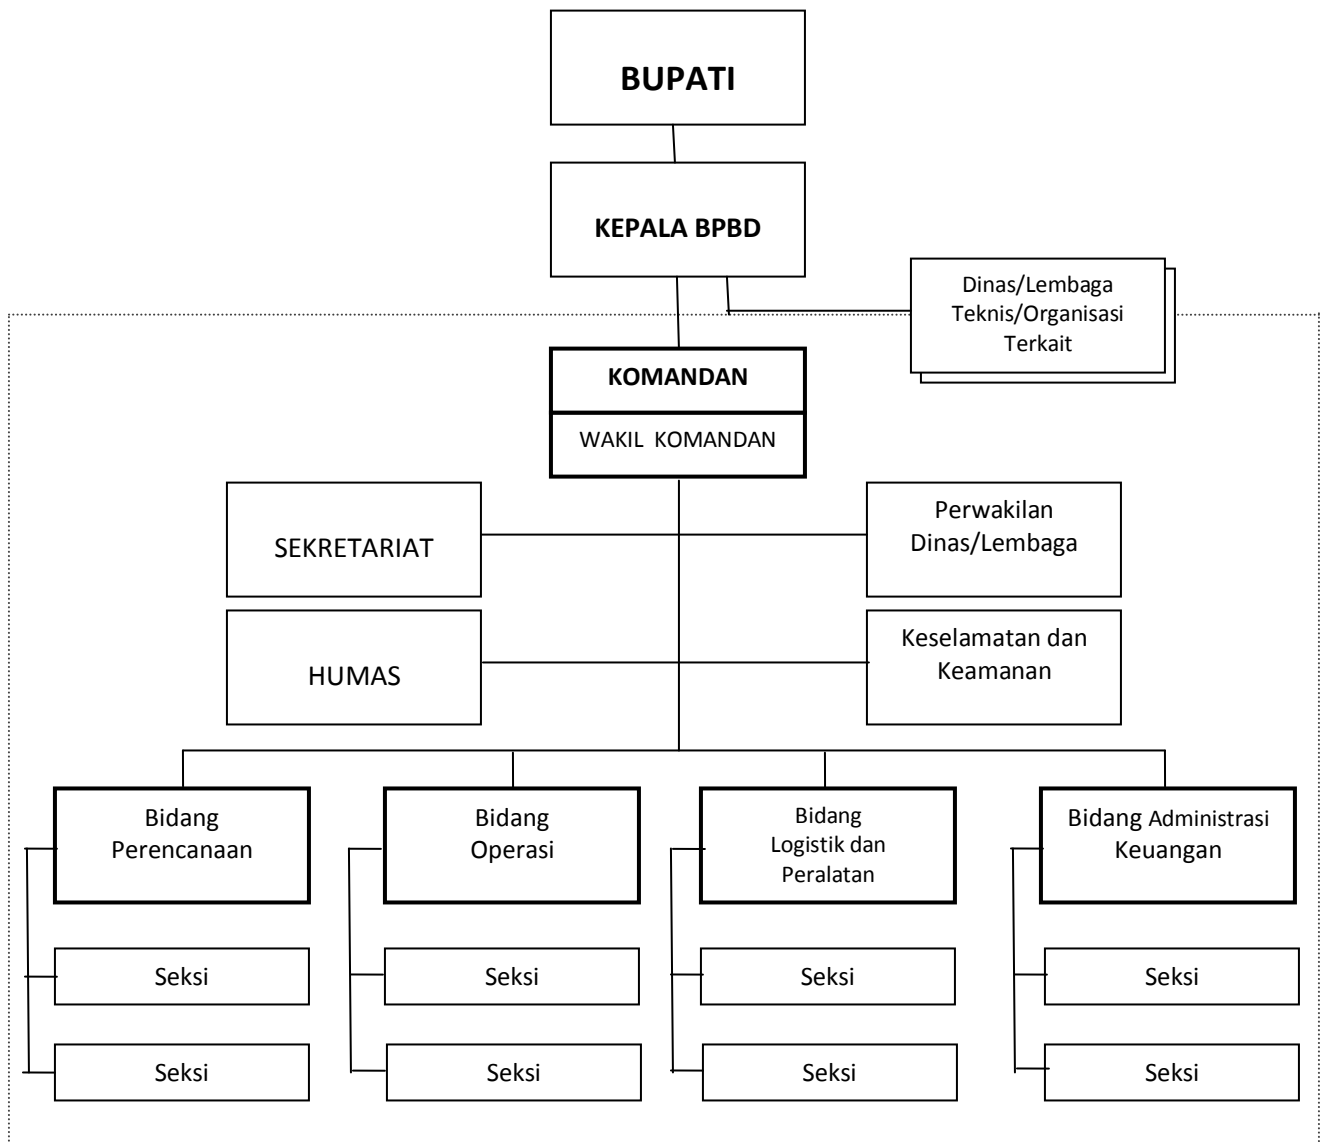 BUPATI
KEPALA BPBD
Dinas/Lembaga
Teknis/Organisasi
Terkait
KOMANDAN
WAKIL KOMANDAN
SEKRETARIAT
Perwakilan
Dinas/Lembaga
HUMAS
Keselamatan dan
Keamanan
Bidang
Perencanaan
Bidang
Operasi
Bidang
Logistik dan
Peralatan
Bidang Administrasi
Keuangan
Seksi
Seksi
Seksi
Seksi
Seksi
Seksi
Seksi
Seksi